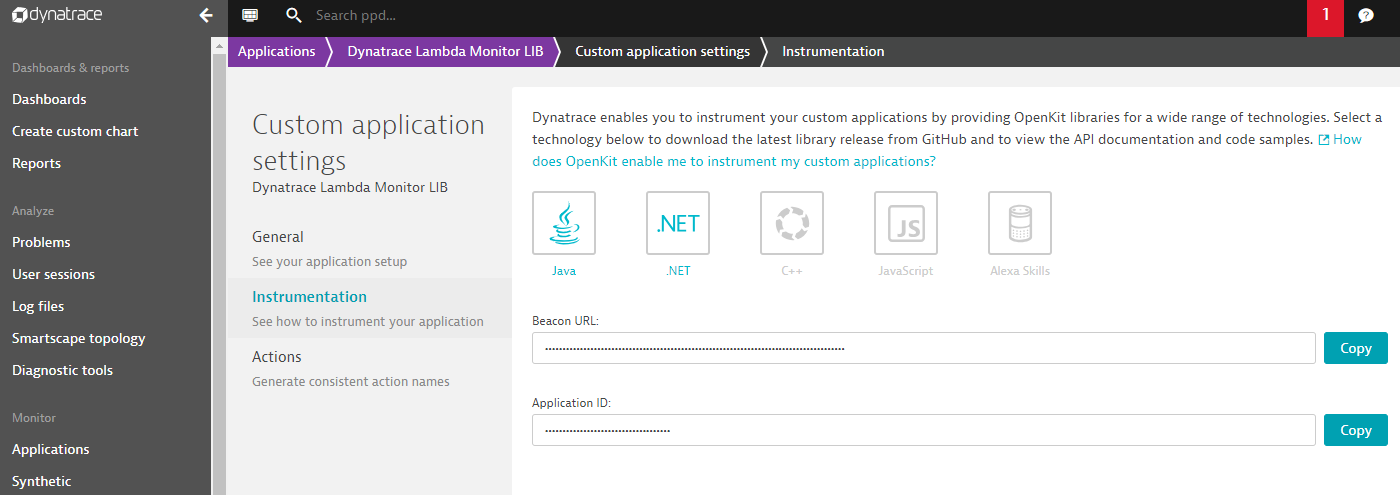 dynatrace
Search ppd...
1
?
Applications
Dynatrace Lambda Monitor LIB
Custom application settings
Instrumentation
Dashboards & reports
Dashboards
Create custom chart
Reports
Analyze
Problems
User sessions
Log files
Smartscape topology
Diagnostic tools
Monitor
Applications
Synthetic
Custom application
settings
Dynatrace Lambda Monitor LIB
General
See your application setup
Instrumentation
See how to instrument your application
Actions
Generate consistent action names
Dynatrace enables you to instrument your custom applications by providing OpenKit libraries for a wide range of technologies. Select a
technology below to download the latest library release from GitHub and to view the API documentation and code samples. How
does OpenKit enable me to instrument my custom applications?
.NET
JS
Java
.NET
C++
JavaScript
Alexa Skills
Beacon URL:
Copy
Application ID:
Copy